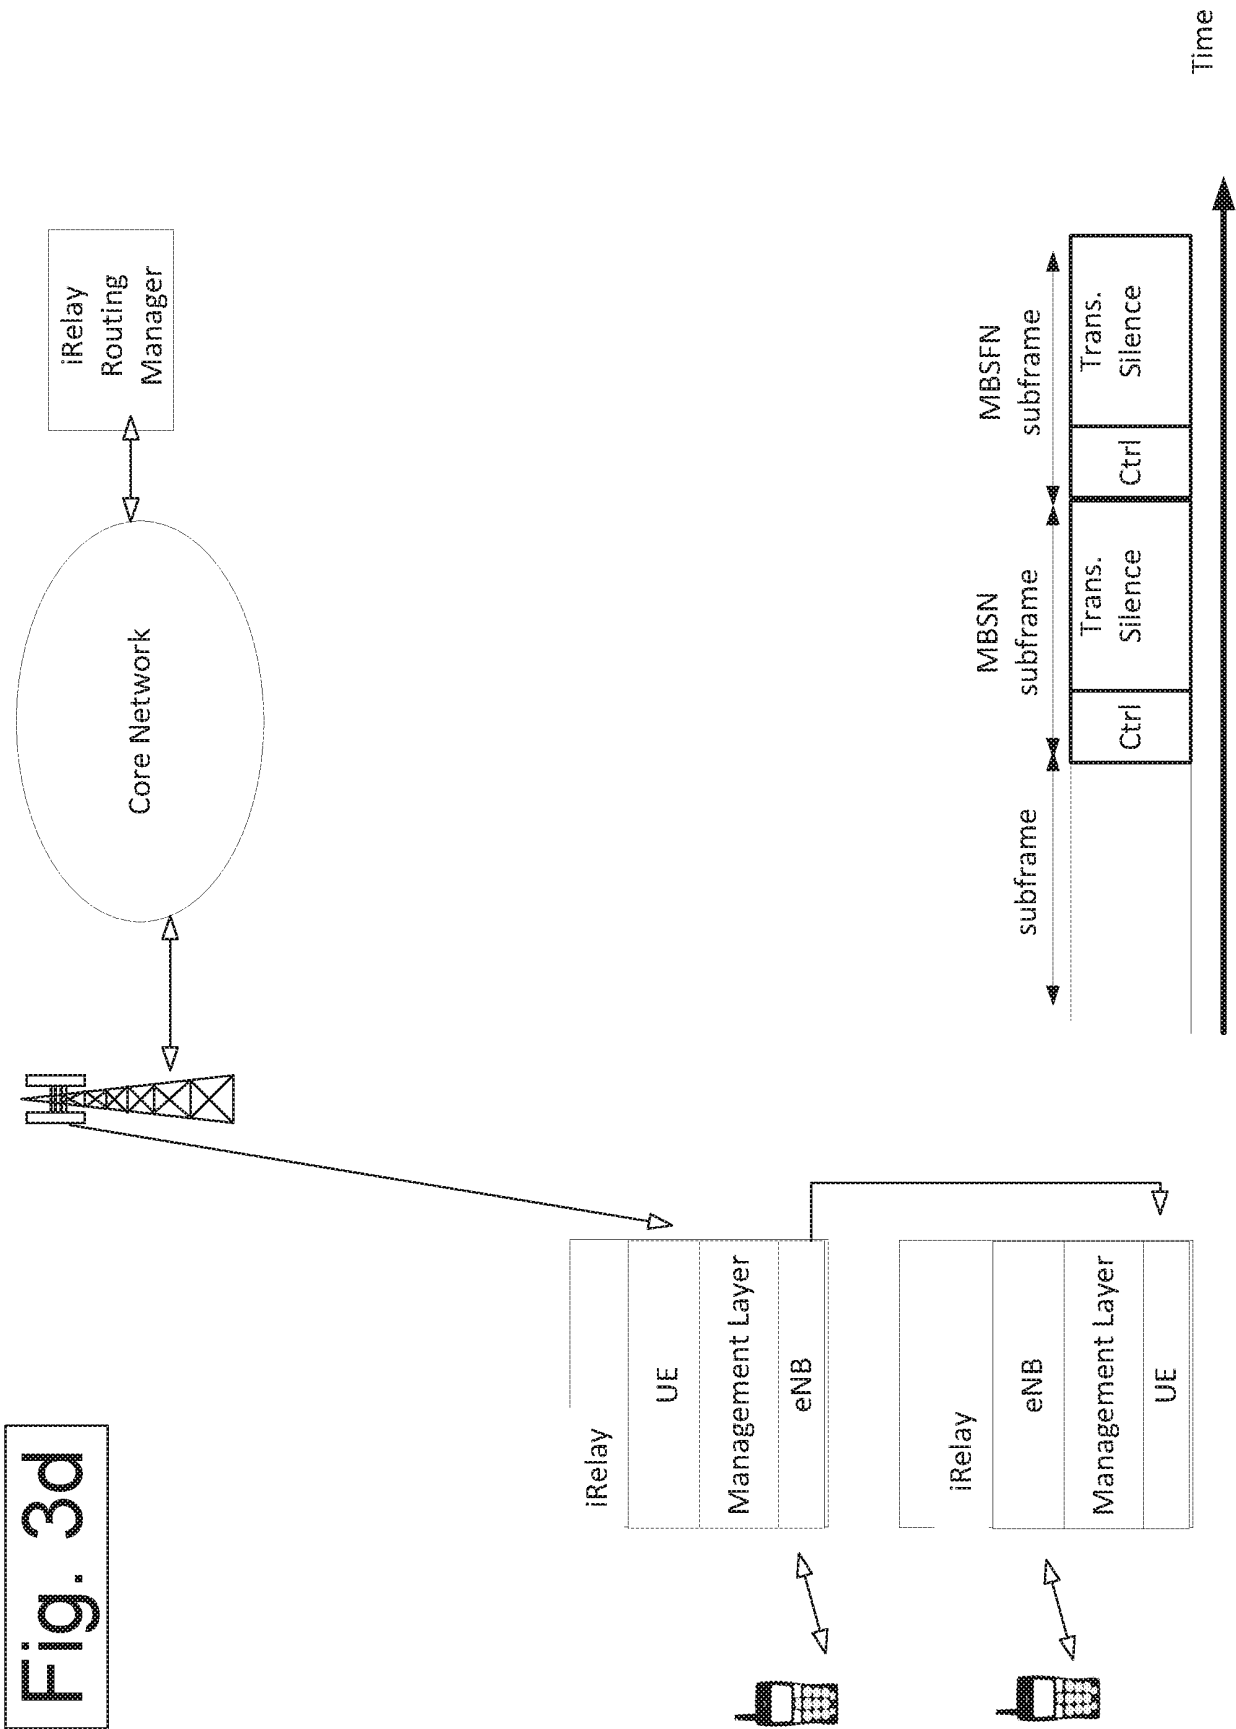 Fig. 3d
Core Network
iRelay
Routing
Manager
iRelay
UE
Management Layer
eNB
iRelay
eNB
Management Layer
UE
subframe
MBSN
subframe
MBSFN
subframe
Ctrl
Trans.
Silence
Ctrl
Trans.
Silence
Time